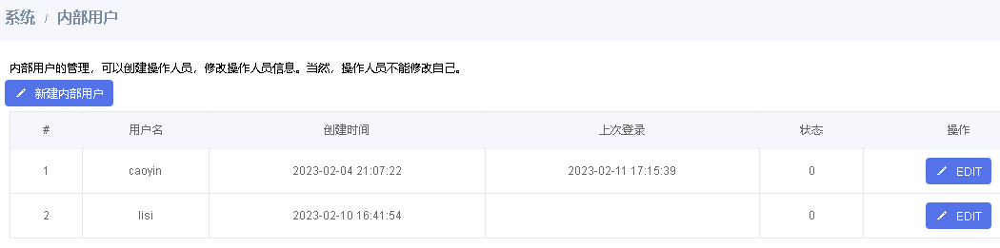 系统 / 内部用户
内部用户的管理，可以创建操作人员，修改操作人员信息。当然，操作人员不能修改自己。
新建内部用户
# 用户名 创建时间 上次登录 状态 操作
1 caoyin 2023-02-04 21:07:22 2023-02-11 17:15:39 0 EDIT
2 lisi 2023-02-10 16:41:54 0 EDIT